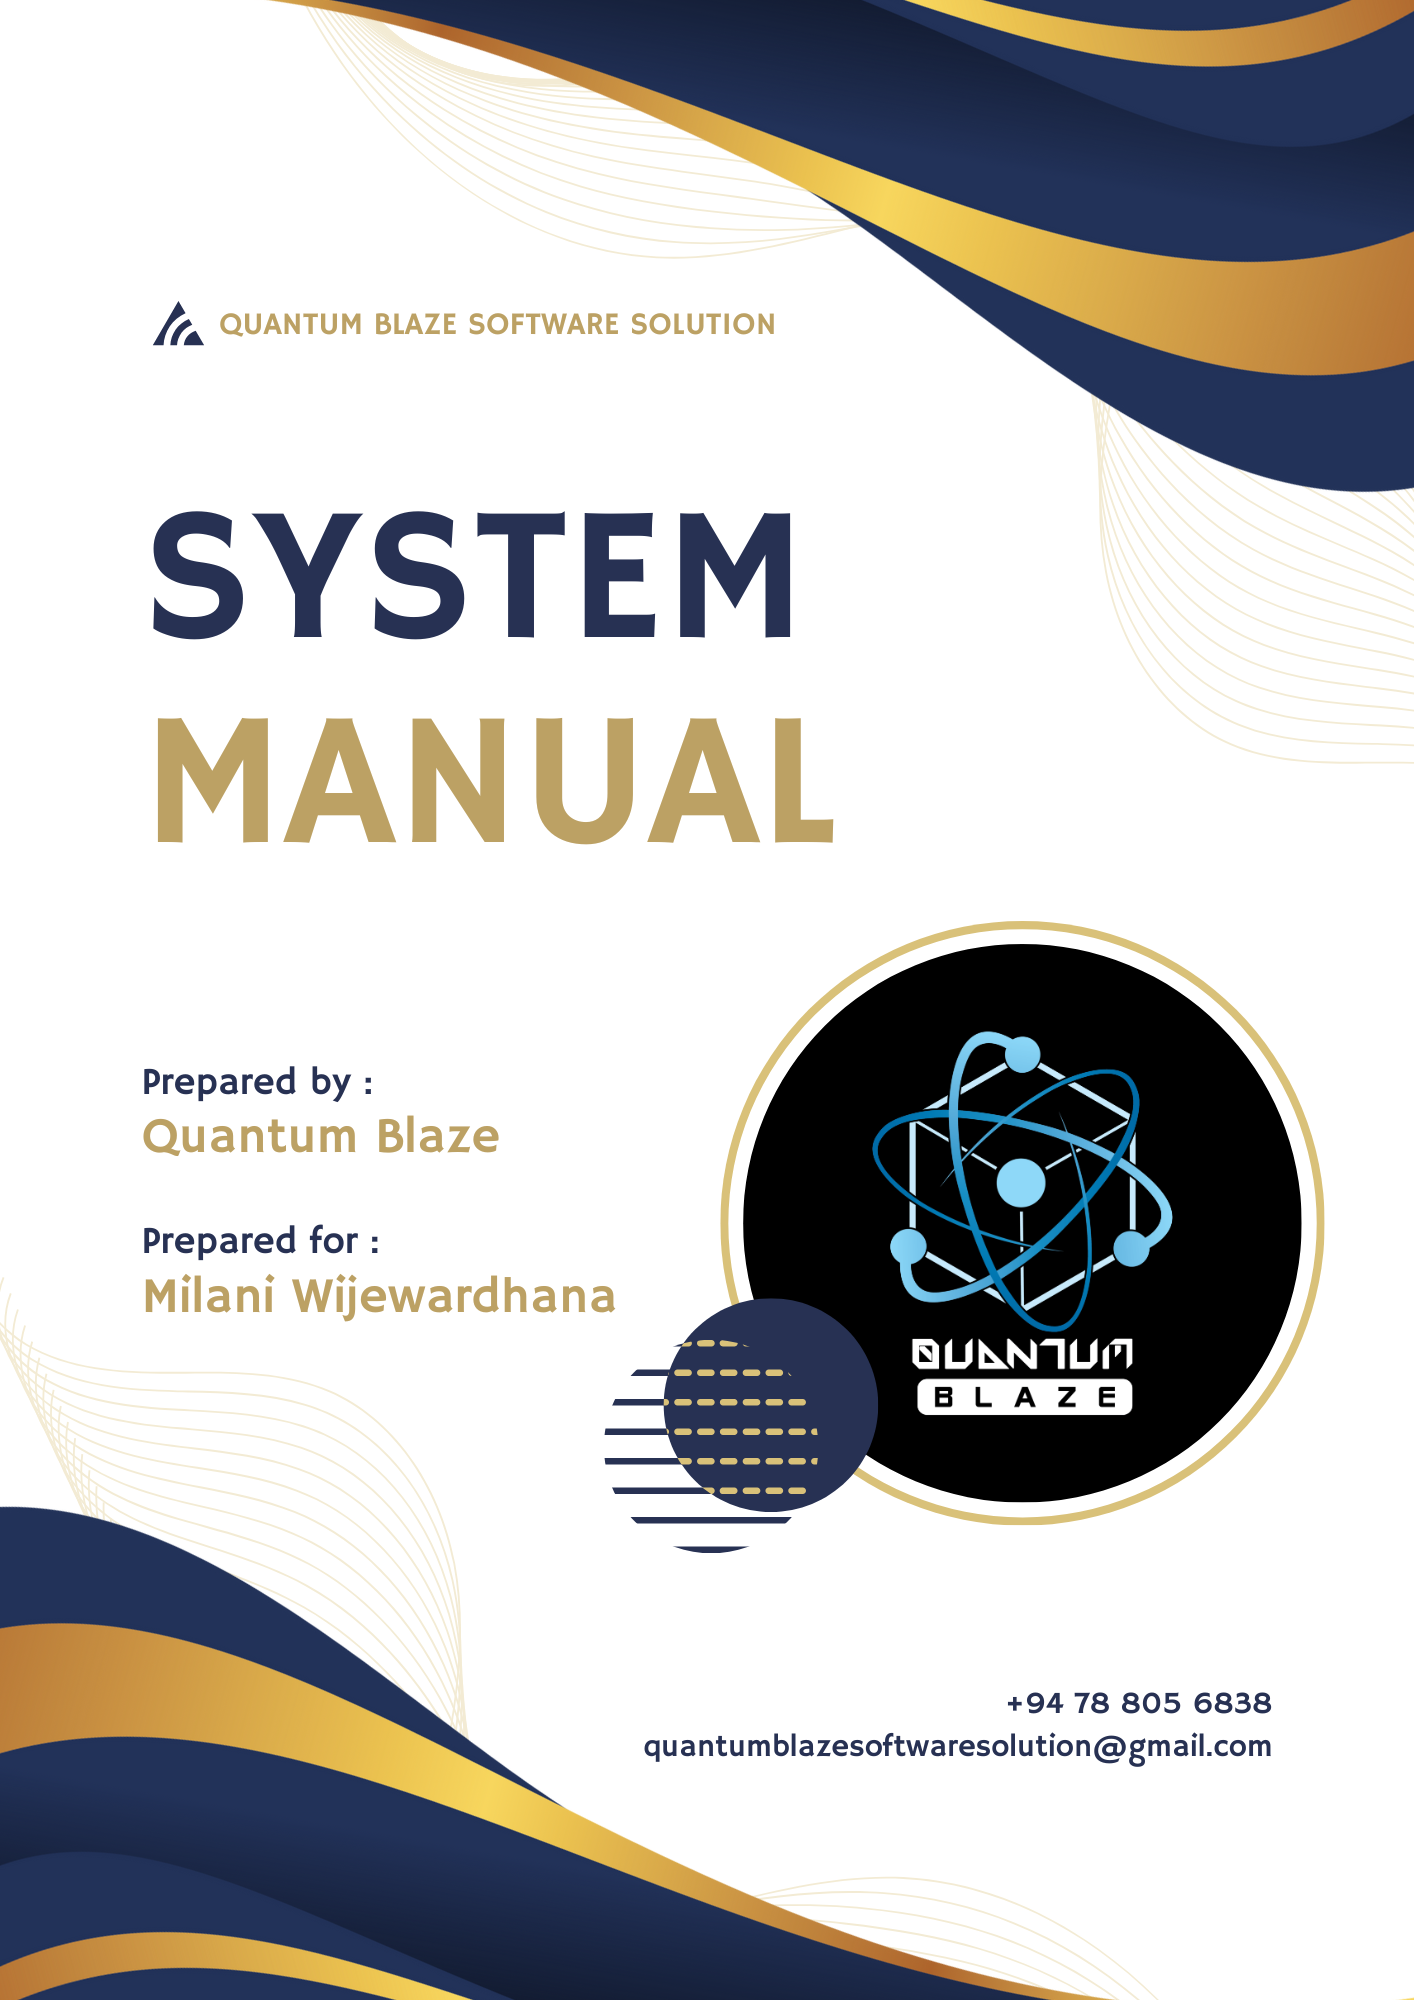 QUANTUM BLAZE SOFTWARE SOLUTION
SYSTEM
MANUAL
Prepared by :
Quantum Blaze
Prepared for :
Milani Wijewardhana
QUANTUM
BLAZE
+94 78 805 6838
quantumblazesoftwaresolution@gmail.com